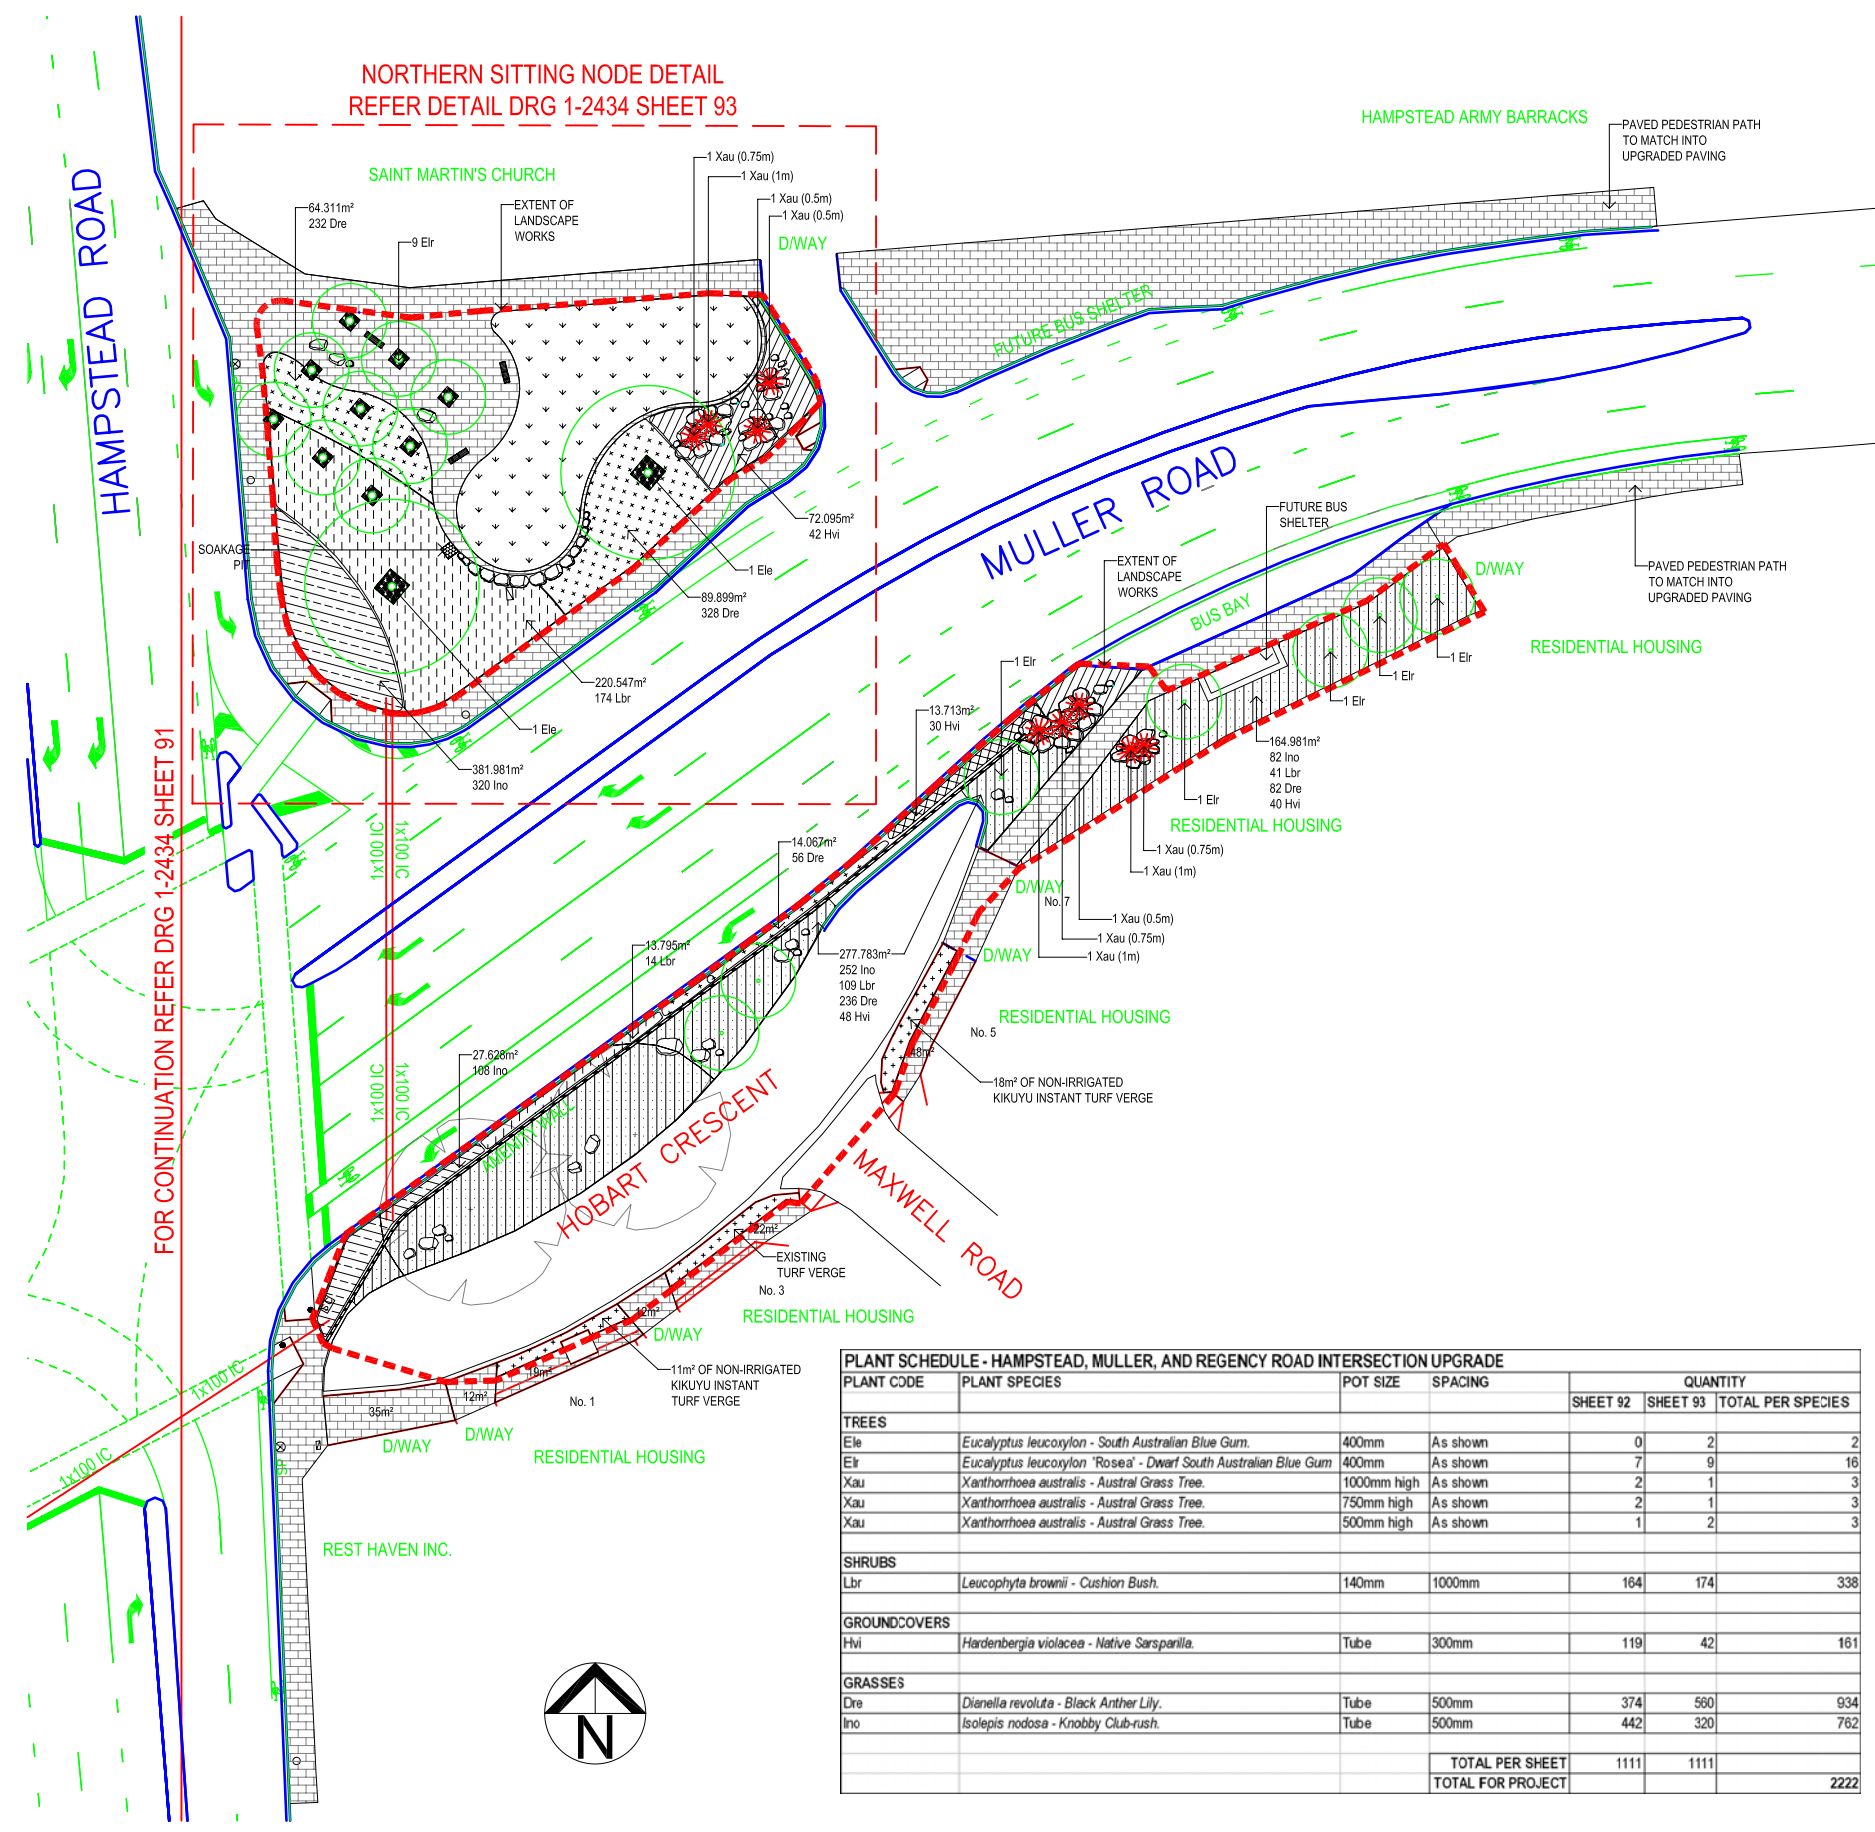 NORTHERN SITTING NODE DETAIL
REFER DETAIL DRG 1-2434 SHEET 93
HAMPSTEAD ARMY BARRACKS
PAVED PEDESTRIAN PATH
TO MATCH INTO
UPGRADED PAVING
HAMPSTEAD ROAD
SAINT MARTIN'S CHURCH
1 Xau (0.75m)
1 Xau (1m)
1 Xau (0.5m)
1 Xau (0.5m)
D/WAY
64.311m²
232 Dre
9 Elr
EXTENT OF
LANDSCAPE
WORKS
FUTURE BUS SHELTER
MULLER ROAD
SOAKAGE
PIT
72.095m²
42 Hvi
1 Ele
89.899m²
328 Dre
220.547m²
174 Lbr
1 Ele
381.981m²
320 Ino
FUTURE BUS
SHELTER
EXTENT OF
LANDSCAPE
WORKS
BUS BAY
D/WAY
PAVED PEDESTRIAN PATH
TO MATCH INTO
UPGRADED PAVING
RESIDENTIAL HOUSING
1 Elr
1 Elr
1 Elr
1 Elr
1 Elr
13.713m²
30 Hvi
164.981m²
82 Ino
41 Lbr
82 Dre
40 Hvi
RESIDENTIAL HOUSING
1 Xau (0.75m)
1 Xau (1m)
D/WAY
No. 7
1 Xau (0.5m)
1 Xau (0.75m)
1 Xau (1m)
D/WAY
FOR CONTINUATION REFER DRG 1-2434 SHEET 91
1x100 IC
1x100 IC
14.067m²
56 Dre
13.795m²
14 Lbr
277.783m²
252 Ino
109 Lbr
236 Dre
48 Hvi
RESIDENTIAL HOUSING
No. 5
48m²
18m² OF NON-IRRIGATED
KIKUYU INSTANT TURF VERGE
27.628m²
108 Ino
1x100 IC
1x100 IC
AMENITY WALL
HOBART CRESCENT
MAXWELL ROAD
22m²
EXISTING
TURF VERGE
No. 3
RESIDENTIAL HOUSING
12m²
D/WAY
11m² OF NON-IRRIGATED
KIKUYU INSTANT
TURF VERGE
19m²
12m²
35m²
No. 1
D/WAY
D/WAY
RESIDENTIAL HOUSING
1x100 IC
1x100 IC
REST HAVEN INC.
N
PLANT SCHEDULE - HAMPSTEAD, MULLER, AND REGENCY ROAD INTERSECTION UPGRADE
PLANT CODE PLANT SPECIES POT SIZE SPACING QUANTITY
SHEET 92 SHEET 93 TOTAL PER SPECIES
TREES
Ele Eucalyptus leucoxylon - South Australian Blue Gum. 400mm As shown 0 2 2
Elr Eucalyptus leucoxylon 'Rosea' - Dwarf South Australian Blue Gum 400mm As shown 7 9 16
Xau Xanthorrhoea australis - Austral Grass Tree. 1000mm high As shown 2 1 3
Xau Xanthorrhoea australis - Austral Grass Tree. 750mm high As shown 2 1 3
Xau Xanthorrhoea australis - Austral Grass Tree. 500mm high As shown 1 2 3
SHRUBS
Lbr Leucophyta brownii - Cushion Bush. 140mm 1000mm 164 174 338
GROUNDCOVERS
Hvi Hardenbergia violacea - Native Sarsparilla. Tube 300mm 119 42 161
GRASSES
Dre Dianella revoluta - Black Anther Lily. Tube 500mm 374 560 934
Ino Isolepis nodosa - Knobby Club-rush. Tube 500mm 442 320 762
TOTAL PER SHEET 1111 1111
TOTAL FOR PROJECT 2222